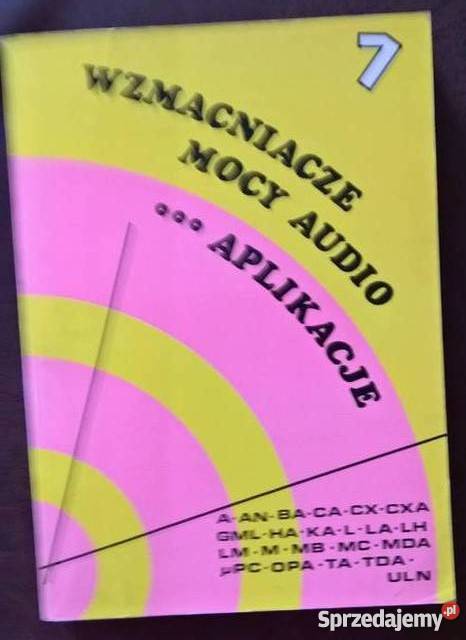 7
WZMACNIACZE
MOCY AUDIO
... APLIKACJE
A-AN-BA-CA-CX-CXA
GML-HA-KA-L-LA-LH
LM-M-MB-MC-MDA
µPC-OPA-TA-TDA-
ULN
Sprzedajemy.pl